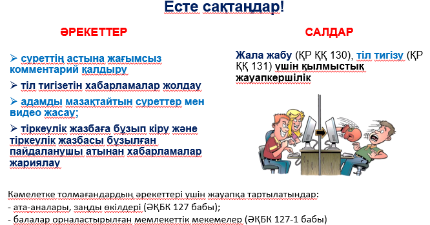 Есте сақтаңдар!
ӘРЕКЕТТЕР
➢ суреттің астына жағымсыз
комментарий қалдыру
➢ тіл тигізетін хабарламалар жолдау
➢ адамды мазақтайтын суреттер мен
видео жасау;
➢ тіркеулік жазбаға бұзып кіру және
тіркеулік жазбасы бұзылған
пайдаланушы атынан хабарламалар
жариялау
САЛДАР
Жала жабу (ҚР ҚК 130), тіл тигізу (ҚР
ҚК 131) үшін қылмыстық
жауапкершілік
Кәмелетке толмағандардың әрекеттері үшін жауапқа тартылатындар:
- ата-аналары, заңды өкілдері (ӘҚБК 127 бабы);
- балалар орналастырылған мемлекеттік мекемелер (ӘҚБК 127-1 бабы)